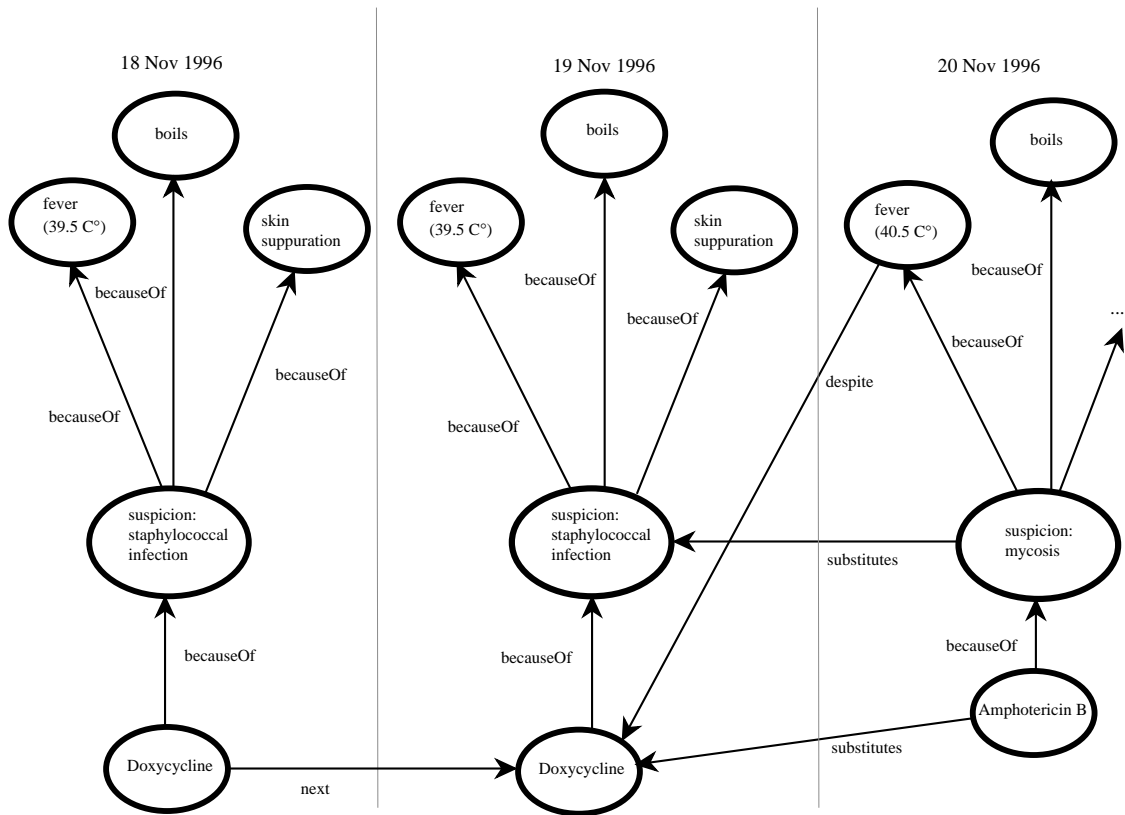 18 Nov 1996
19 Nov 1996
20 Nov 1996
boils
boils
boils
fever
(39.5 C°)
skin
suppuration
fever
(39.5 C°)
skin
suppuration
fever
(40.5 C°)
becauseOf
becauseOf
becauseOf
becauseOf
becauseOf
becauseOf
becauseOf
becauseOf
...
despite
suspicion:
staphylococcal
infection
suspicion:
staphylococcal
infection
suspicion:
mycosis
substitutes
becauseOf
becauseOf
becauseOf
Doxycycline
next
Doxycycline
substitutes
Amphotericin B